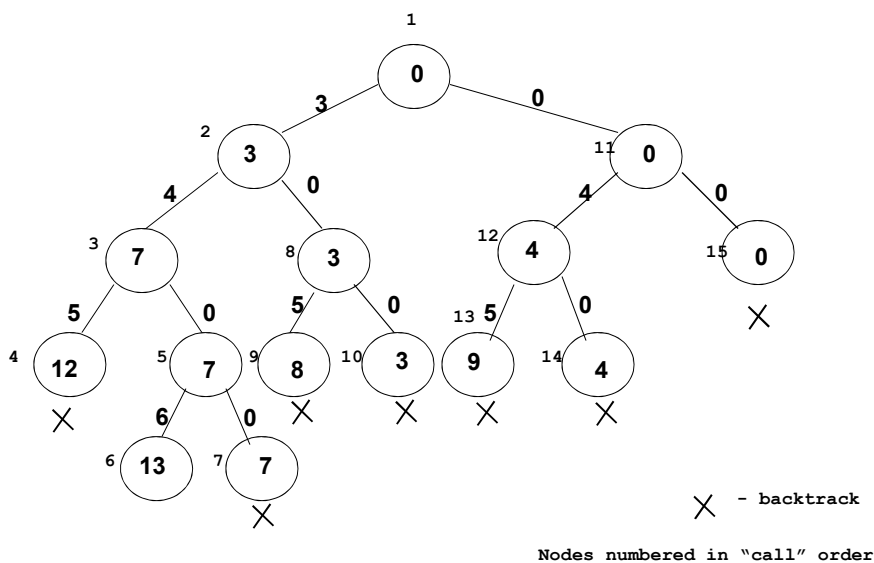 1
0
3 0
2 3 11 0
4 0 4 0
3 7 8 3 12 4 15 0
5 0 5 0 13 5 0
4 12 5 7 9 8 10 3 9 14 4
6 0
6 13 7 7
- backtrack
Nodes numbered in “call” order